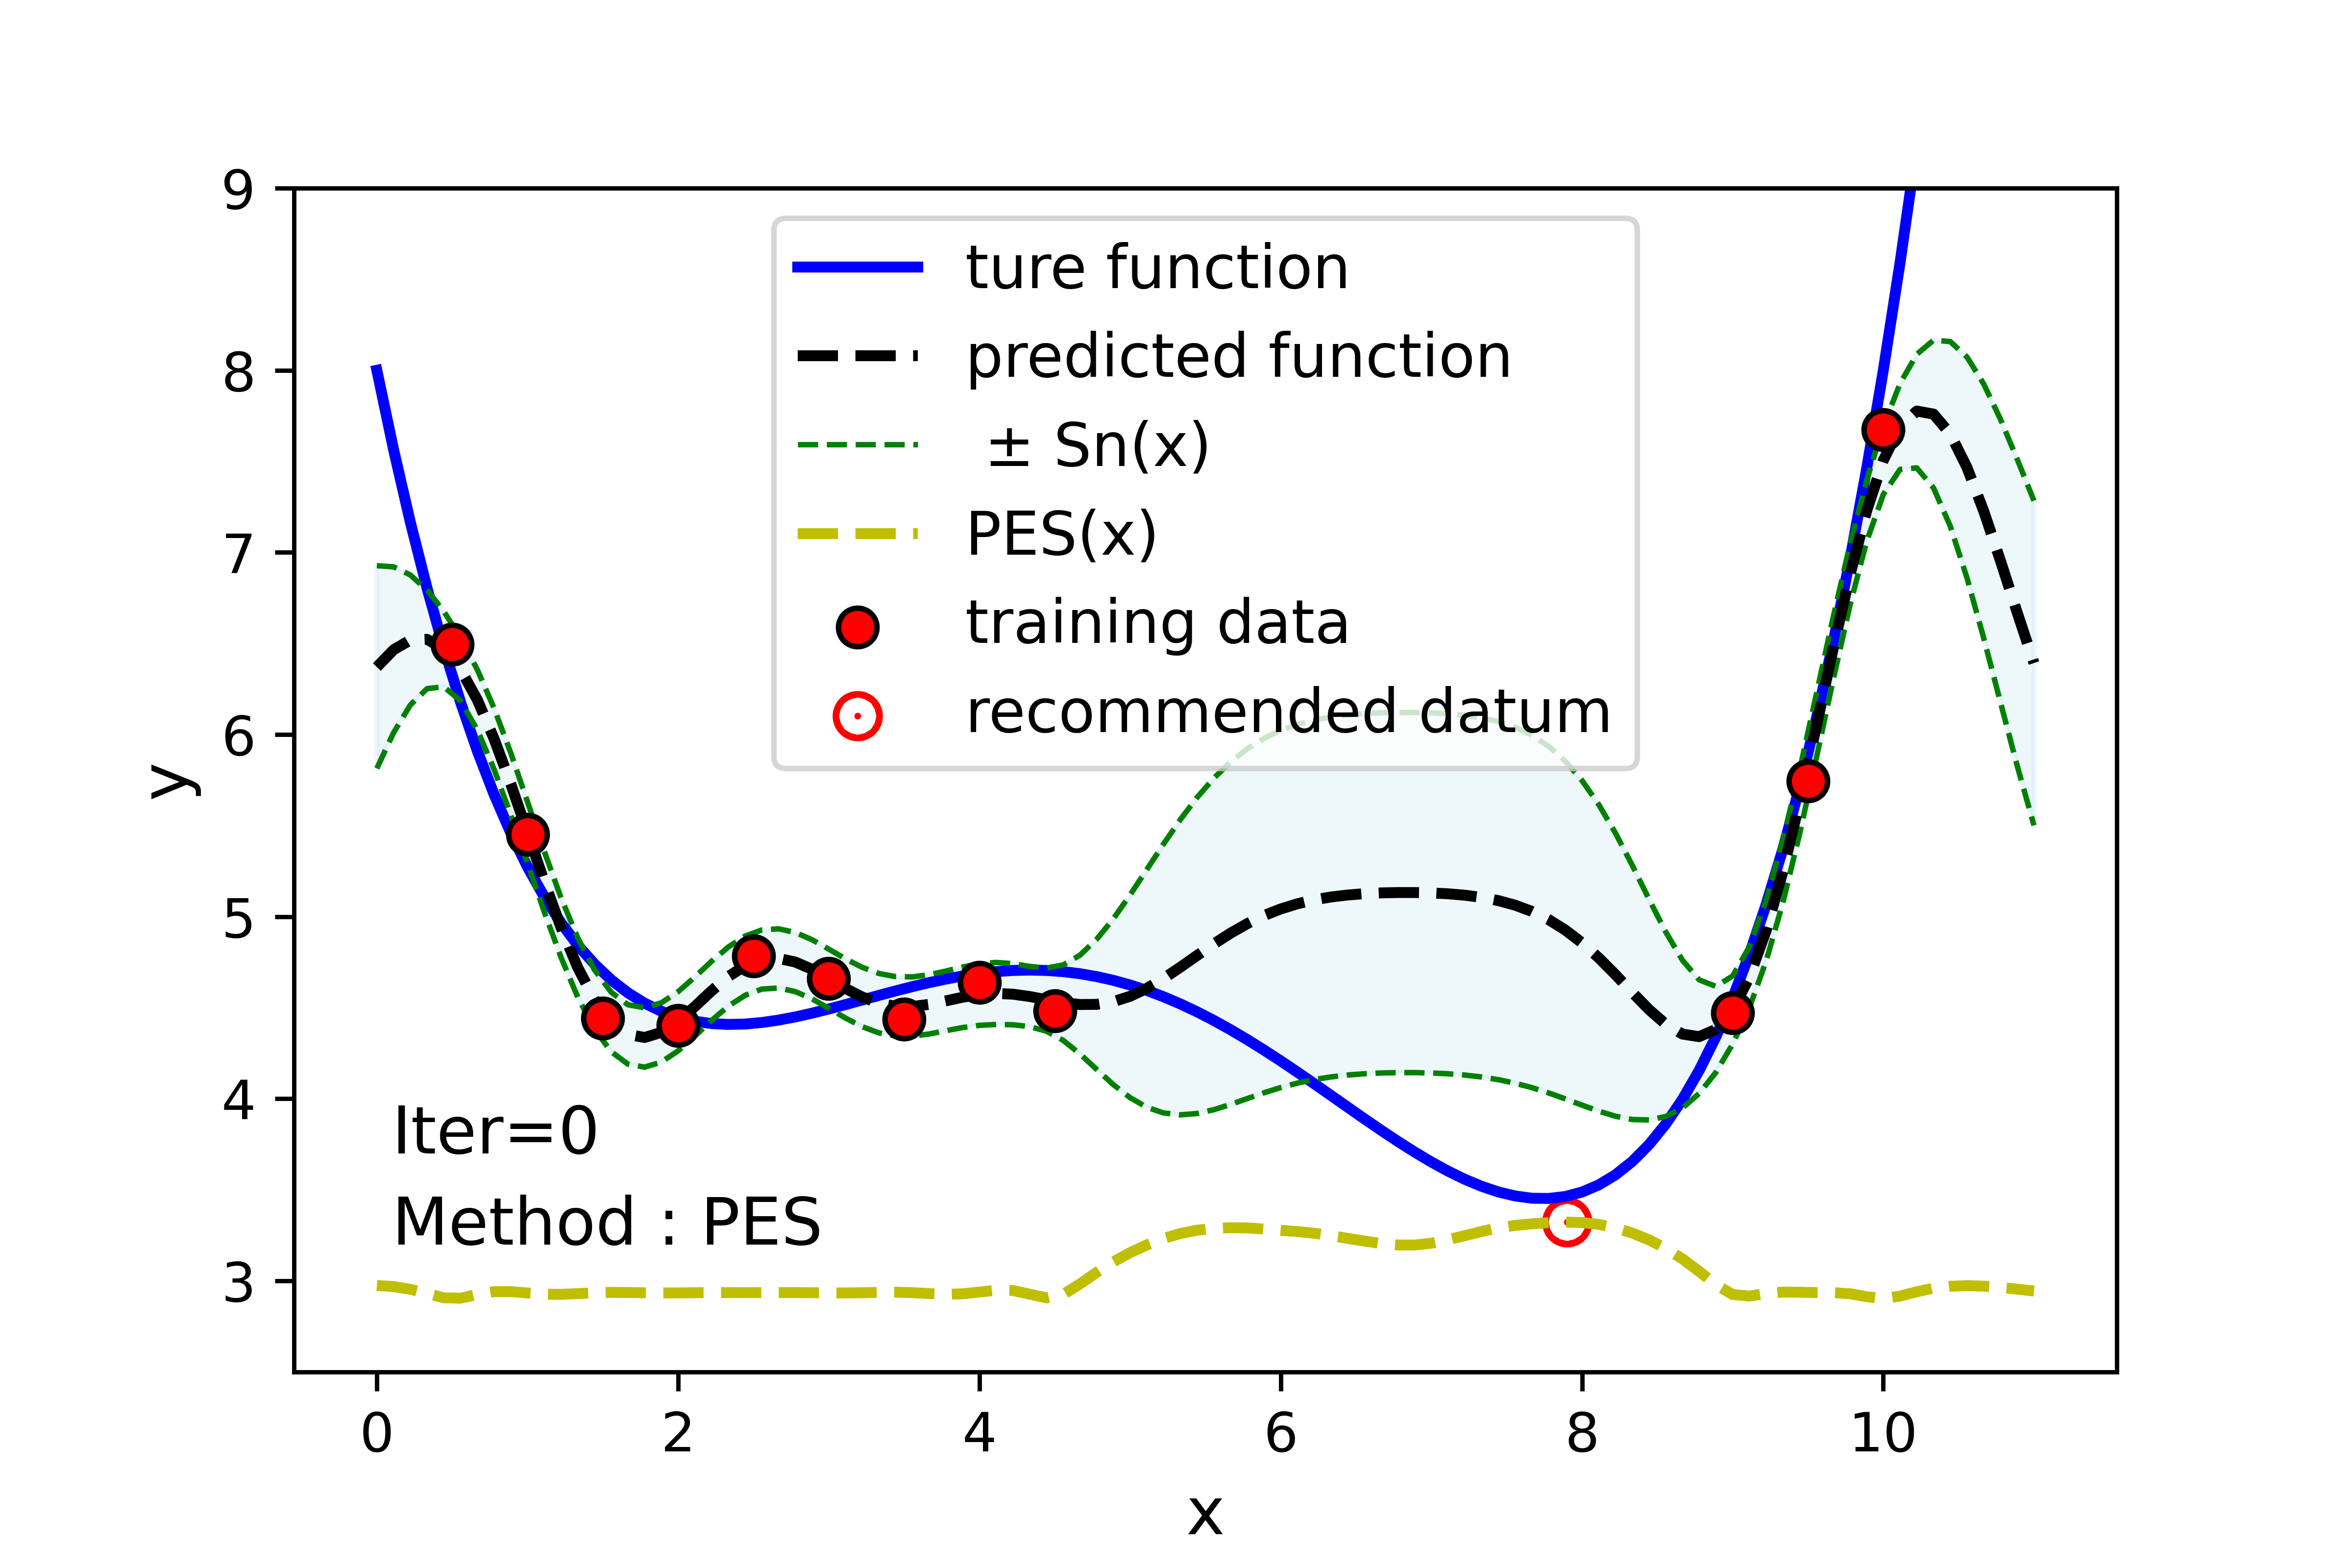 9
8
7
6
5
4
3
y
ture function
predicted function
± Sn(x)
PES(x)
training data
recommended datum
Iter=0
Method : PES
0 2 4 6 8 10
x